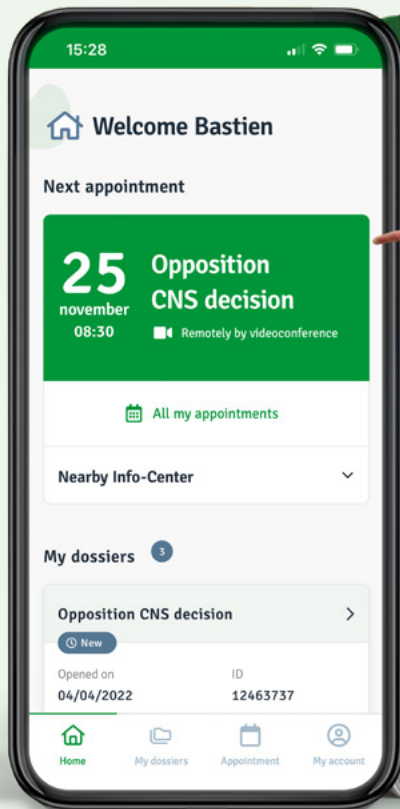 15:28
Welcome Bastien
Next appointment
25
november
08:30
Opposition
CNS decision
Remotely by videoconference
All my appointments
Nearby Info-Center
My dossiers 3
Opposition CNS decision
New
Opened on ID
04/04/2022 12463737
Home My dossiers Appointment My account